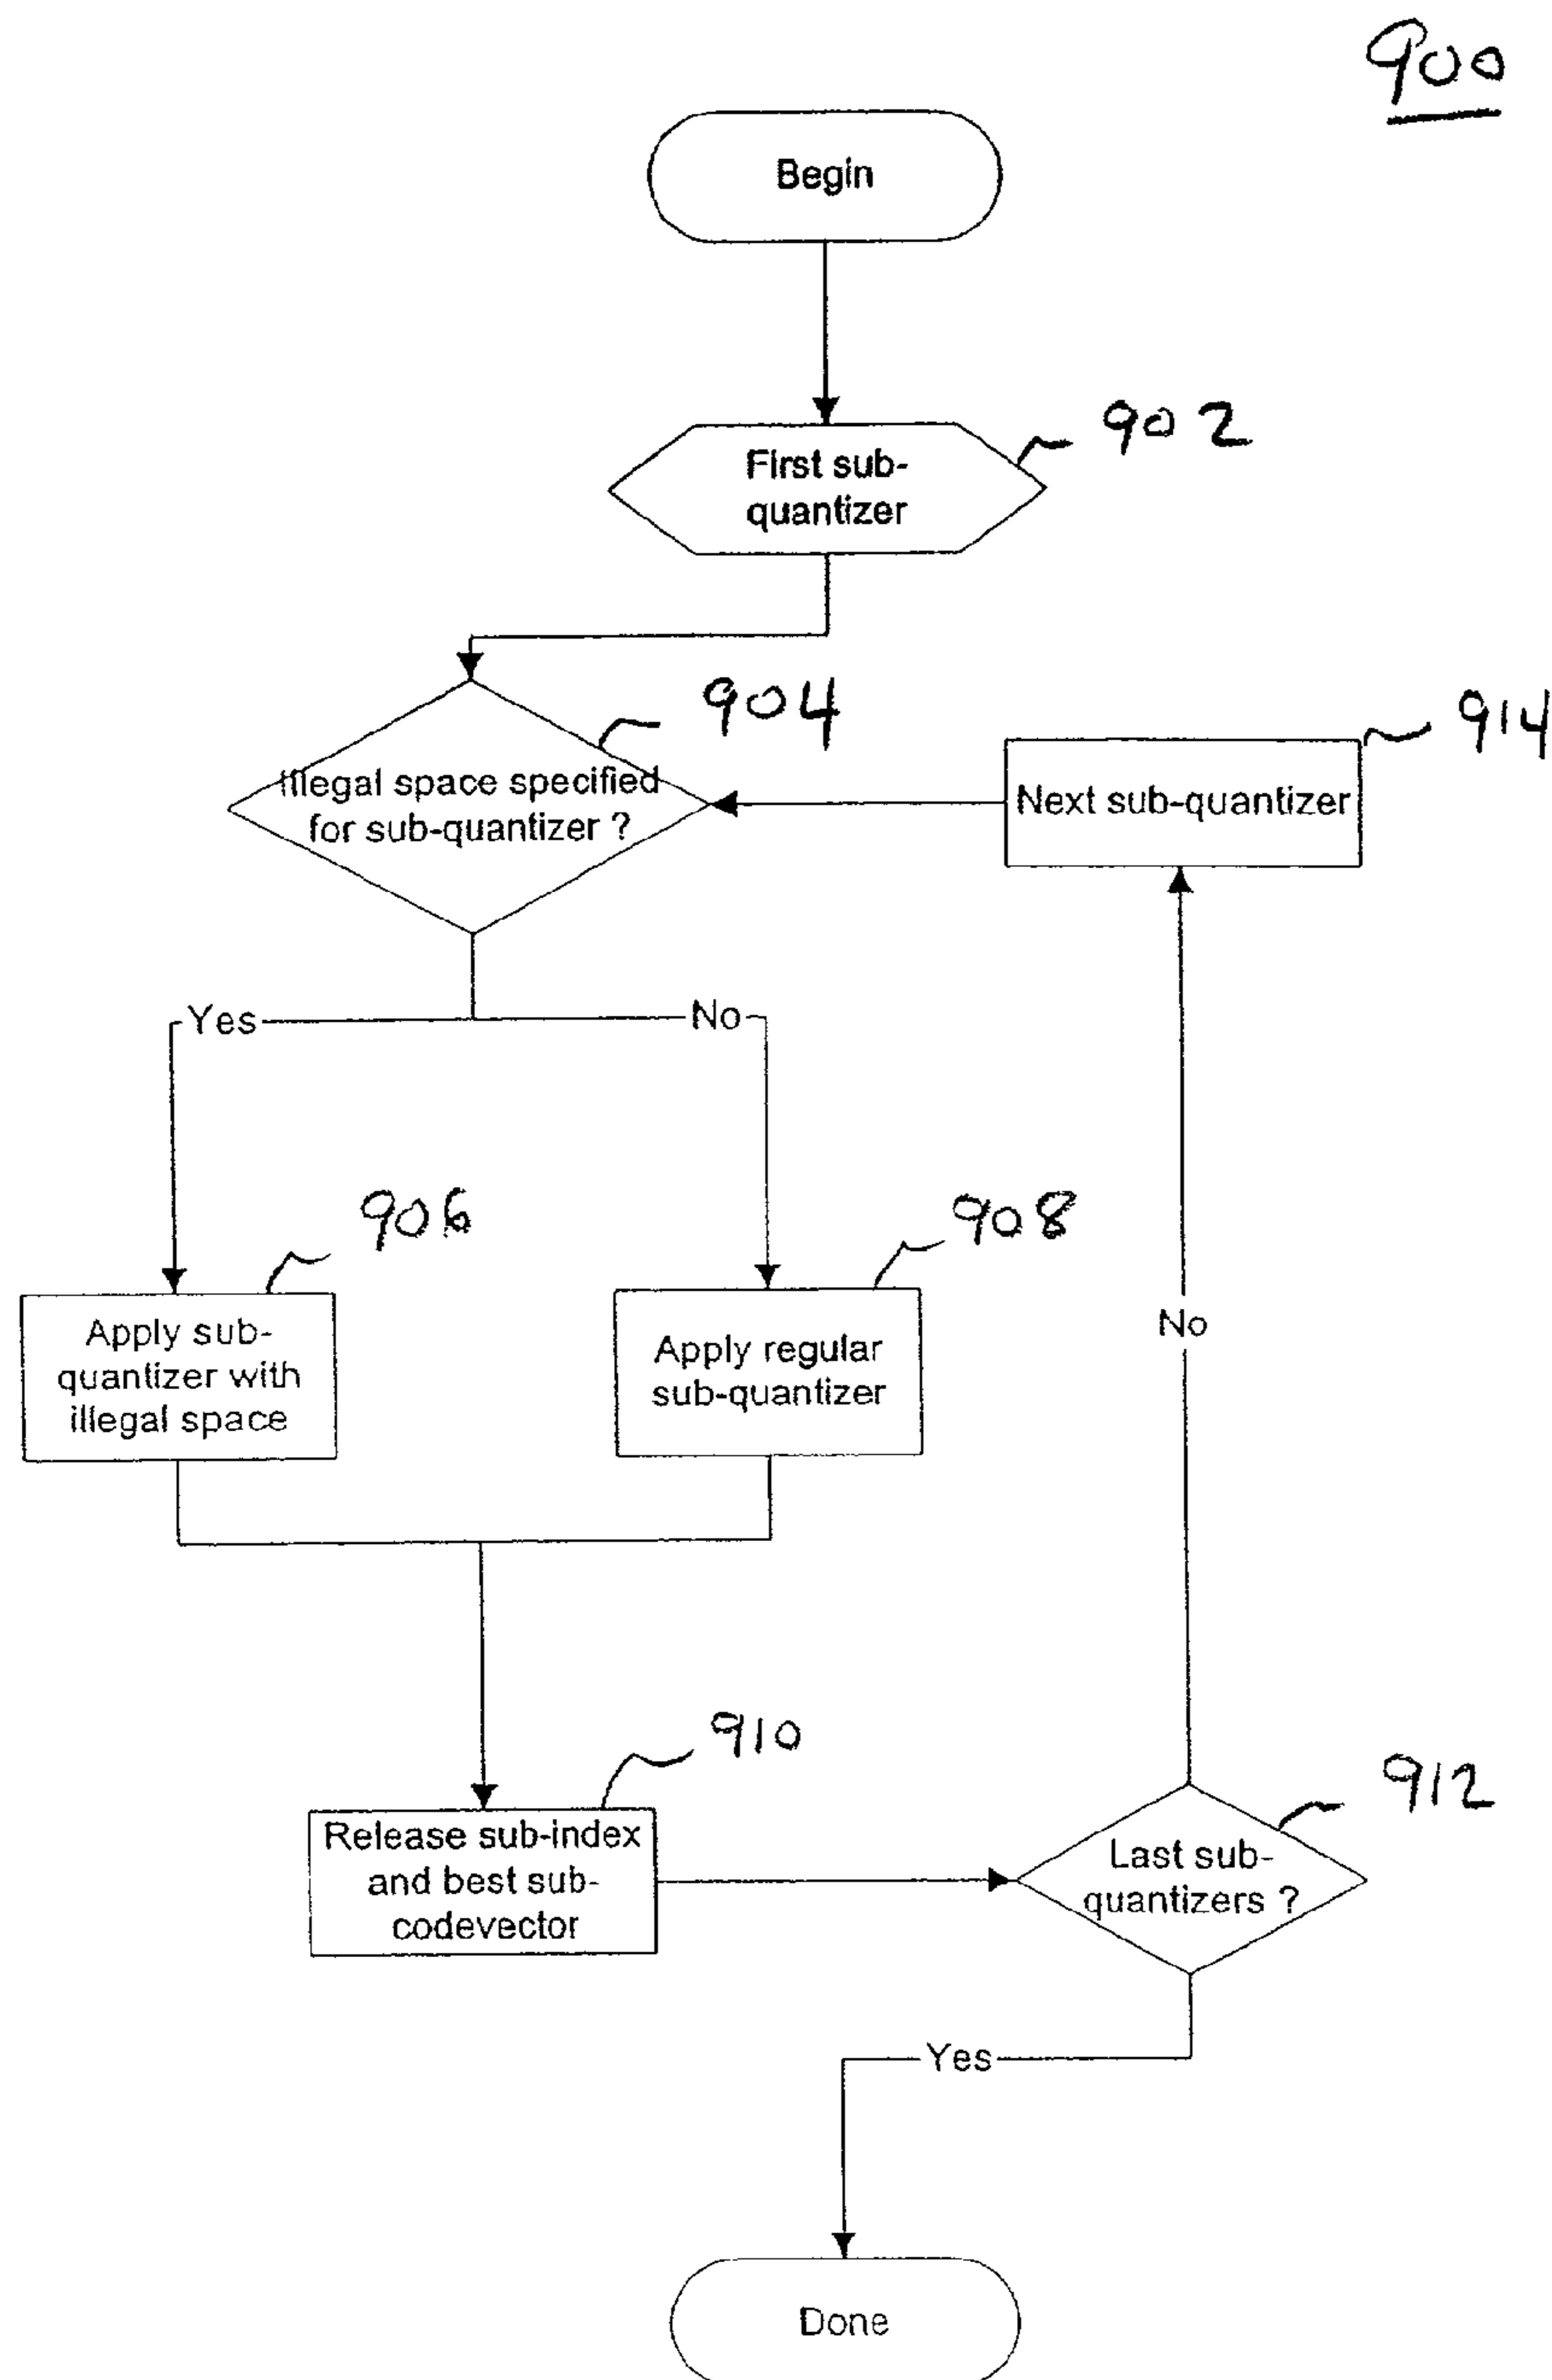 900
Begin
902
First sub-
quantizer
904
914
Illegal space specified
for sub-quantizer ?
Next sub-quantizer
Yes
No
906
908
Apply sub-
quantizer with
illegal space
Apply regular
sub-quantizer
No
910
912
Release sub-index
and best sub-
codevector
Last sub-
quantizers ?
Yes
Done